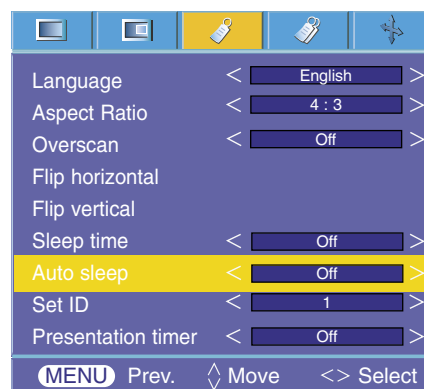 Language < English >
Aspect Ratio < 4 : 3 >
Overscan < Off >
Flip horizontal
Flip vertical
Sleep time < Off >
Auto sleep < Off >
Set ID < 1 >
Presentation timer < Off >
MENU Prev. Move <> Select